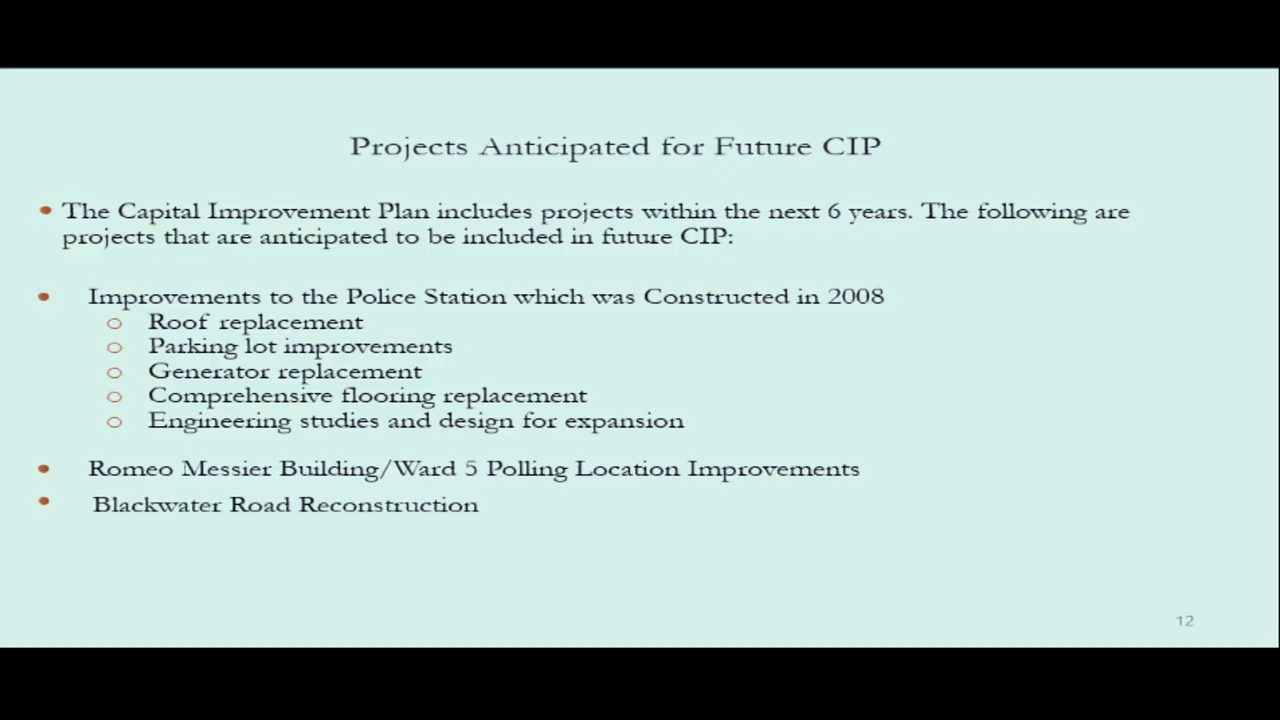 Projects Anticipated for Future CIP
• The Capital Improvement Plan includes projects within the next 6 years. The following are
projects that are anticipated to be included in future CIP:
• Improvements to the Police Station which was Constructed in 2008
o Roof replacement
o Parking lot improvements
o Generator replacement
o Comprehensive flooring replacement
o Engineering studies and design for expansion
• Romeo Messier Building/Ward 5 Polling Location Improvements
• Blackwater Road Reconstruction
12